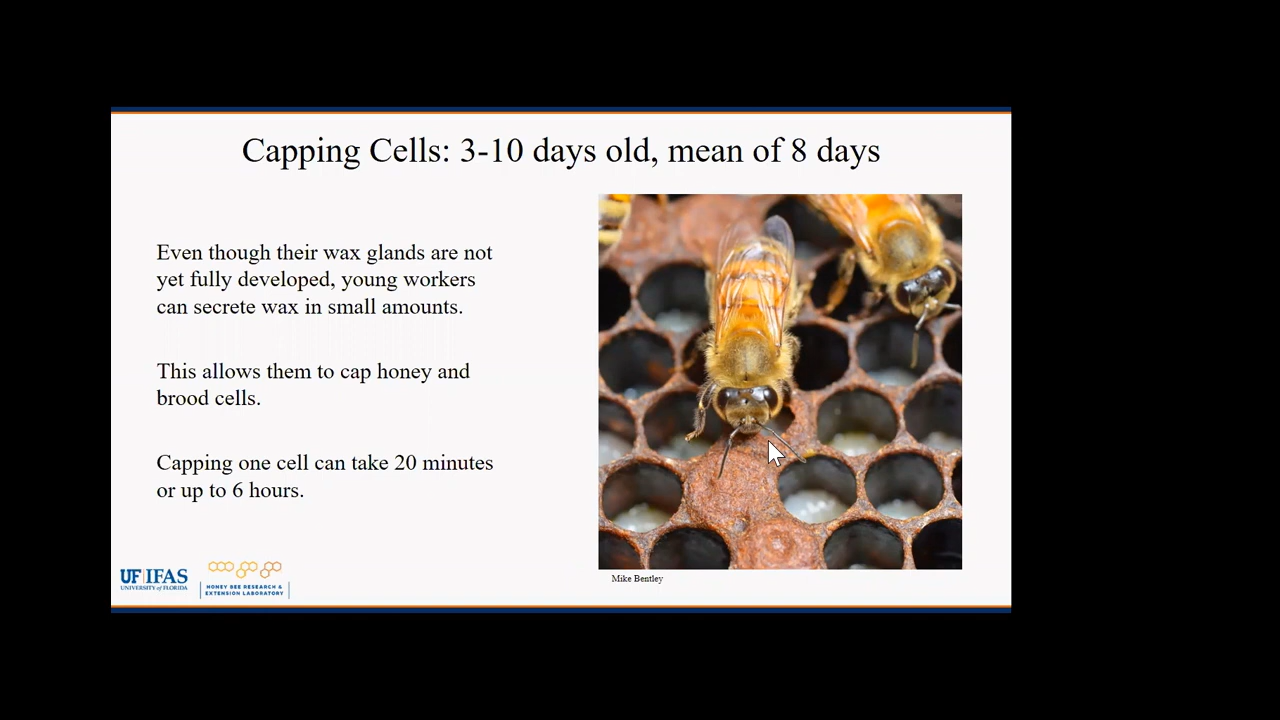 Capping Cells: 3-10 days old, mean of 8 days
Even though their wax glands are not
yet fully developed, young workers
can secrete wax in small amounts.
This allows them to cap honey and
brood cells.
Capping one cell can take 20 minutes
or up to 6 hours.
Mike Bentley
UF|IFAS
UNIVERSITY of FLORIDA
HONEY BEE RESEARCH &
EXTENSION LABORATORY